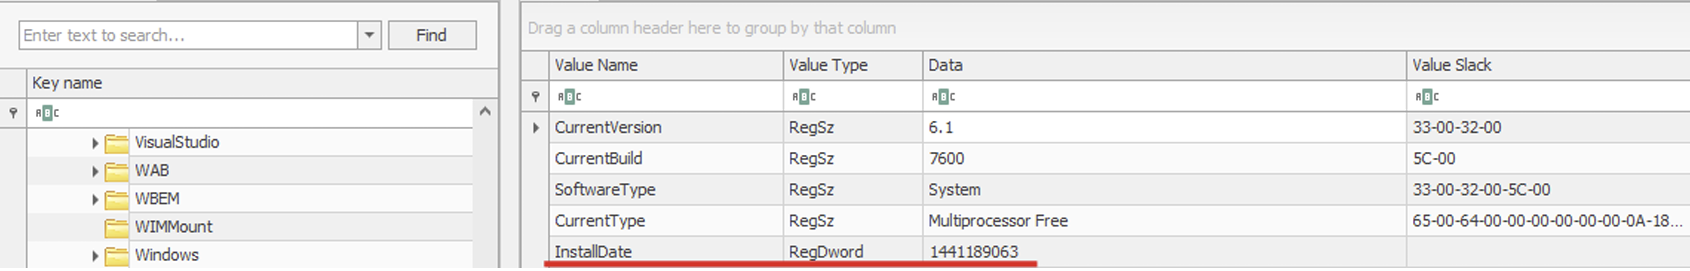 Enter text to search...
Find
Key name
ABC
VisualStudio
WAB
WBEM
WIMMount
Windows
Drag a column header here to group by that column
Value Name Value Type Data Value Slack
ABC ABC ABC ABC
CurrentVersion RegSz 6.1 33-00-32-00
CurrentBuild RegSz 7600 5C-00
SoftwareType RegSz System 33-00-32-00-5C-00
CurrentType RegSz Multiprocessor Free 65-00-64-00-00-00-00-00-00-0A-18...
InstallDate RegDword 1441189063